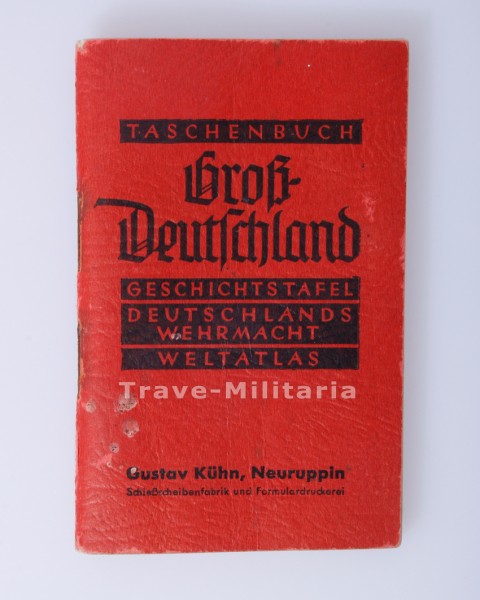 TASCHENBUCH
Groß-
Deutschland
GESCHICHTSTAFEL
DEUTSCHLANDS
WEHRMACHT
WELTATLAS
Trave-Militaria
Gustav Kühn, Neuruppin
Schießscheibenfabrik und Formulardruckerei